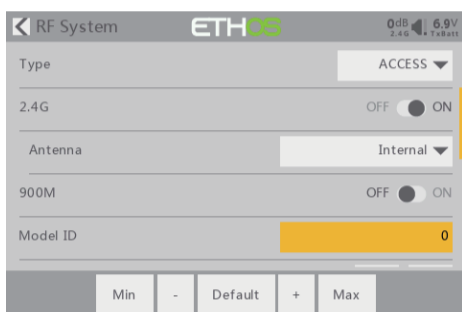 RF System ETHOS 0dB 2.4G 6.9V TxBatt
Type ACCESS
2.4G OFF ON
Antenna Internal
900M OFF ON
Model ID 0
Min - Default + Max